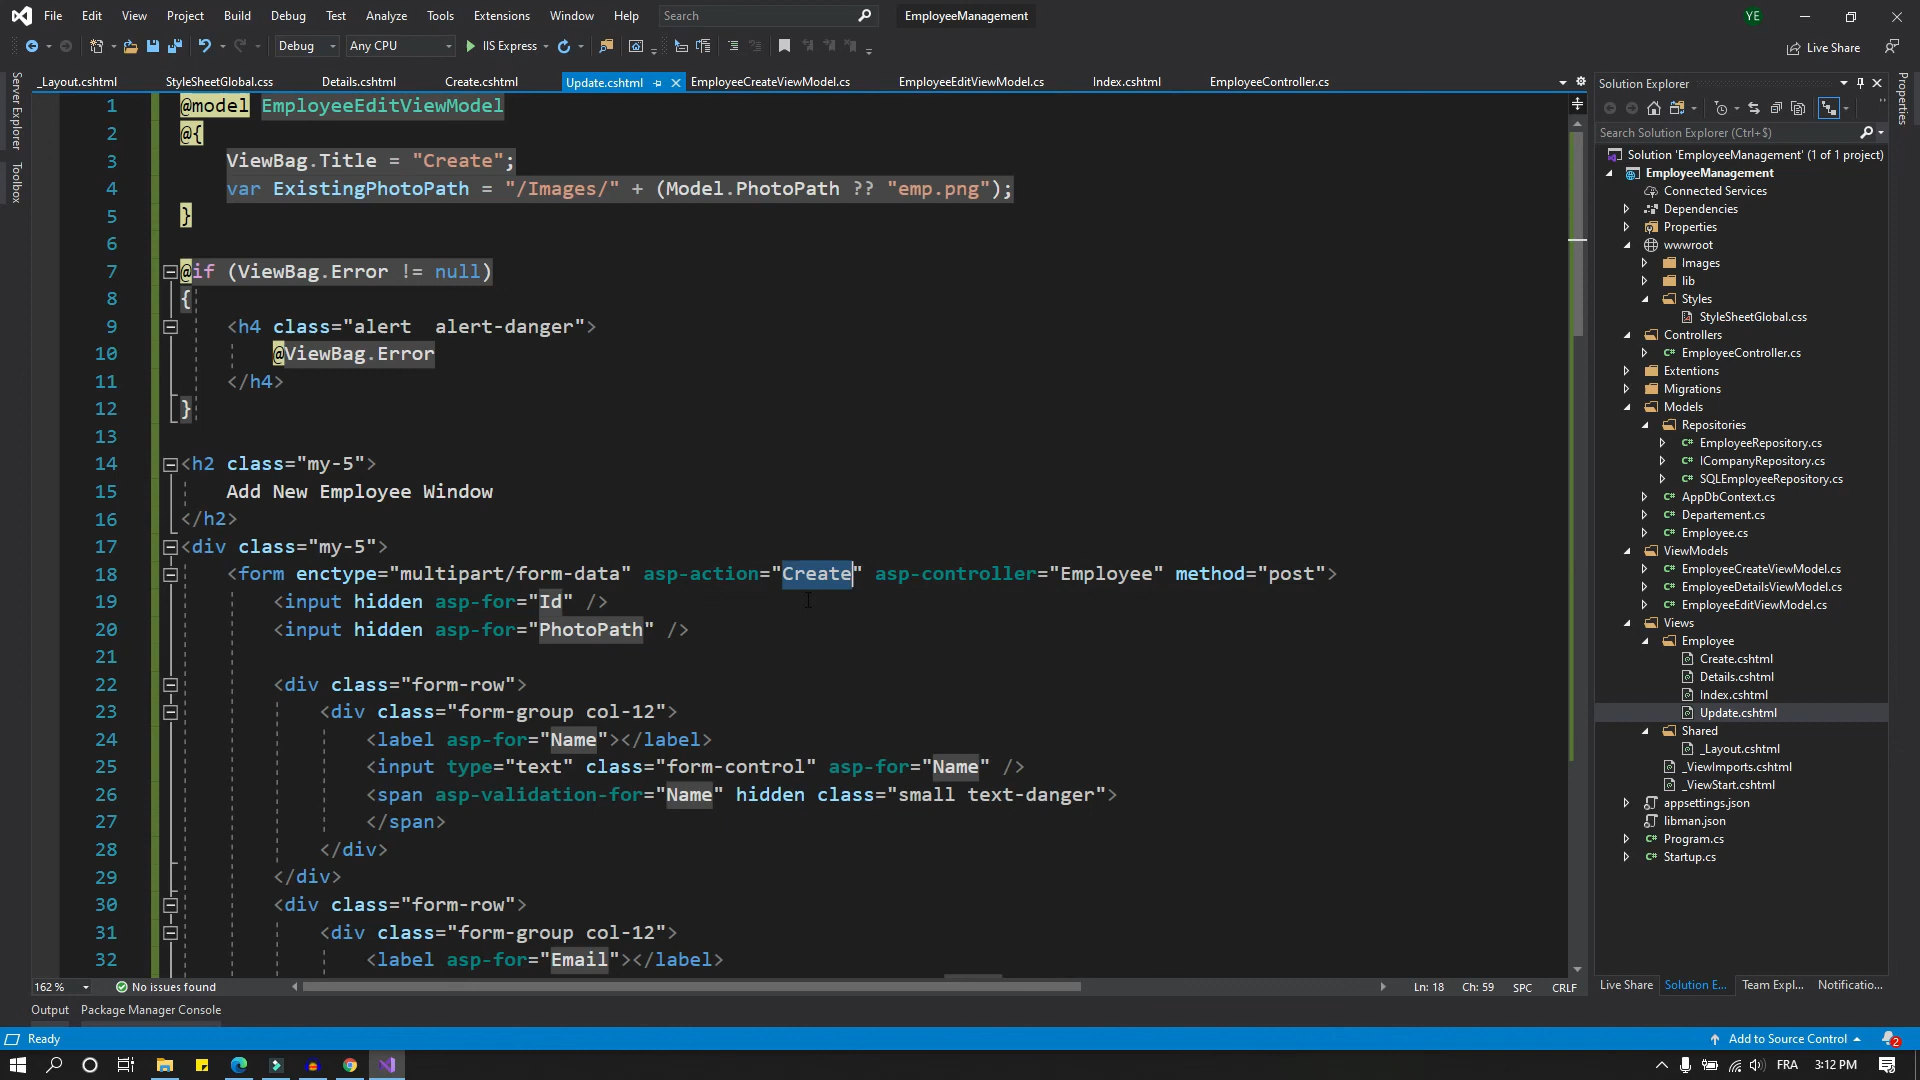 File Edit View Project Build Debug Test Analyze Tools Extensions Window Help Search EmployeeManagement YE
Debug Any CPU IIS Express Live Share
_Layout.cshtml StyleSheetGlobal.css Details.cshtml Create.cshtml Update.cshtml EmployeeCreateViewModel.cs EmployeeEditViewModel.cs Index.cshtml EmployeeController.cs
Server Explorer
Toolbox
1 @model EmployeeEditViewModel
2 @{
3 ViewBag.Title = "Create";
4 var ExistingPhotoPath = "/Images/" + (Model.PhotoPath ?? "emp.png");
5 }
6
7 @if (ViewBag.Error != null)
8 {
9 <h4 class="alert  alert-danger">
10 @ViewBag.Error
11 </h4>
12 }
13
14 <h2 class="my-5">
15 Add New Employee Window
16 </h2>
17 <div class="my-5">
18 <form enctype="multipart/form-data" asp-action="Create" asp-controller="Employee" method="post">
19 <input hidden asp-for="Id" />
20 <input hidden asp-for="PhotoPath" />
21
22 <div class="form-row">
23 <div class="form-group col-12">
24 <label asp-for="Name"></label>
25 <input type="text" class="form-control" asp-for="Name" />
26 <span asp-validation-for="Name" hidden class="small text-danger">
27 </span>
28 </div>
29 </div>
30 <div class="form-row">
31 <div class="form-group col-12">
32 <label asp-for="Email"></label>
162 % No issues found Ln: 18 Ch: 59 SPC CRLF
Output Package Manager Console
Solution Explorer
Search Solution Explorer (Ctrl+$)
Solution 'EmployeeManagement' (1 of 1 project)
EmployeeManagement
Connected Services
Dependencies
Properties
wwwroot
Images
lib
Styles
StyleSheetGlobal.css
Controllers
EmployeeController.cs
Extentions
Migrations
Models
Repositories
EmployeeRepository.cs
ICompanyRepository.cs
SQLEmployeeRepository.cs
AppDbContext.cs
Departement.cs
Employee.cs
ViewModels
EmployeeCreateViewModel.cs
EmployeeDetailsViewModel.cs
EmployeeEditViewModel.cs
Views
Employee
Create.cshtml
Details.cshtml
Index.cshtml
Update.cshtml
Shared
_Layout.cshtml
_ViewImports.cshtml
_ViewStart.cshtml
appsettings.json
libman.json
Program.cs
Startup.cs
Live Share Solution E... Team Expl... Notificatio...
Properties
Ready Add to Source Control 2
FRA 3:12 PM